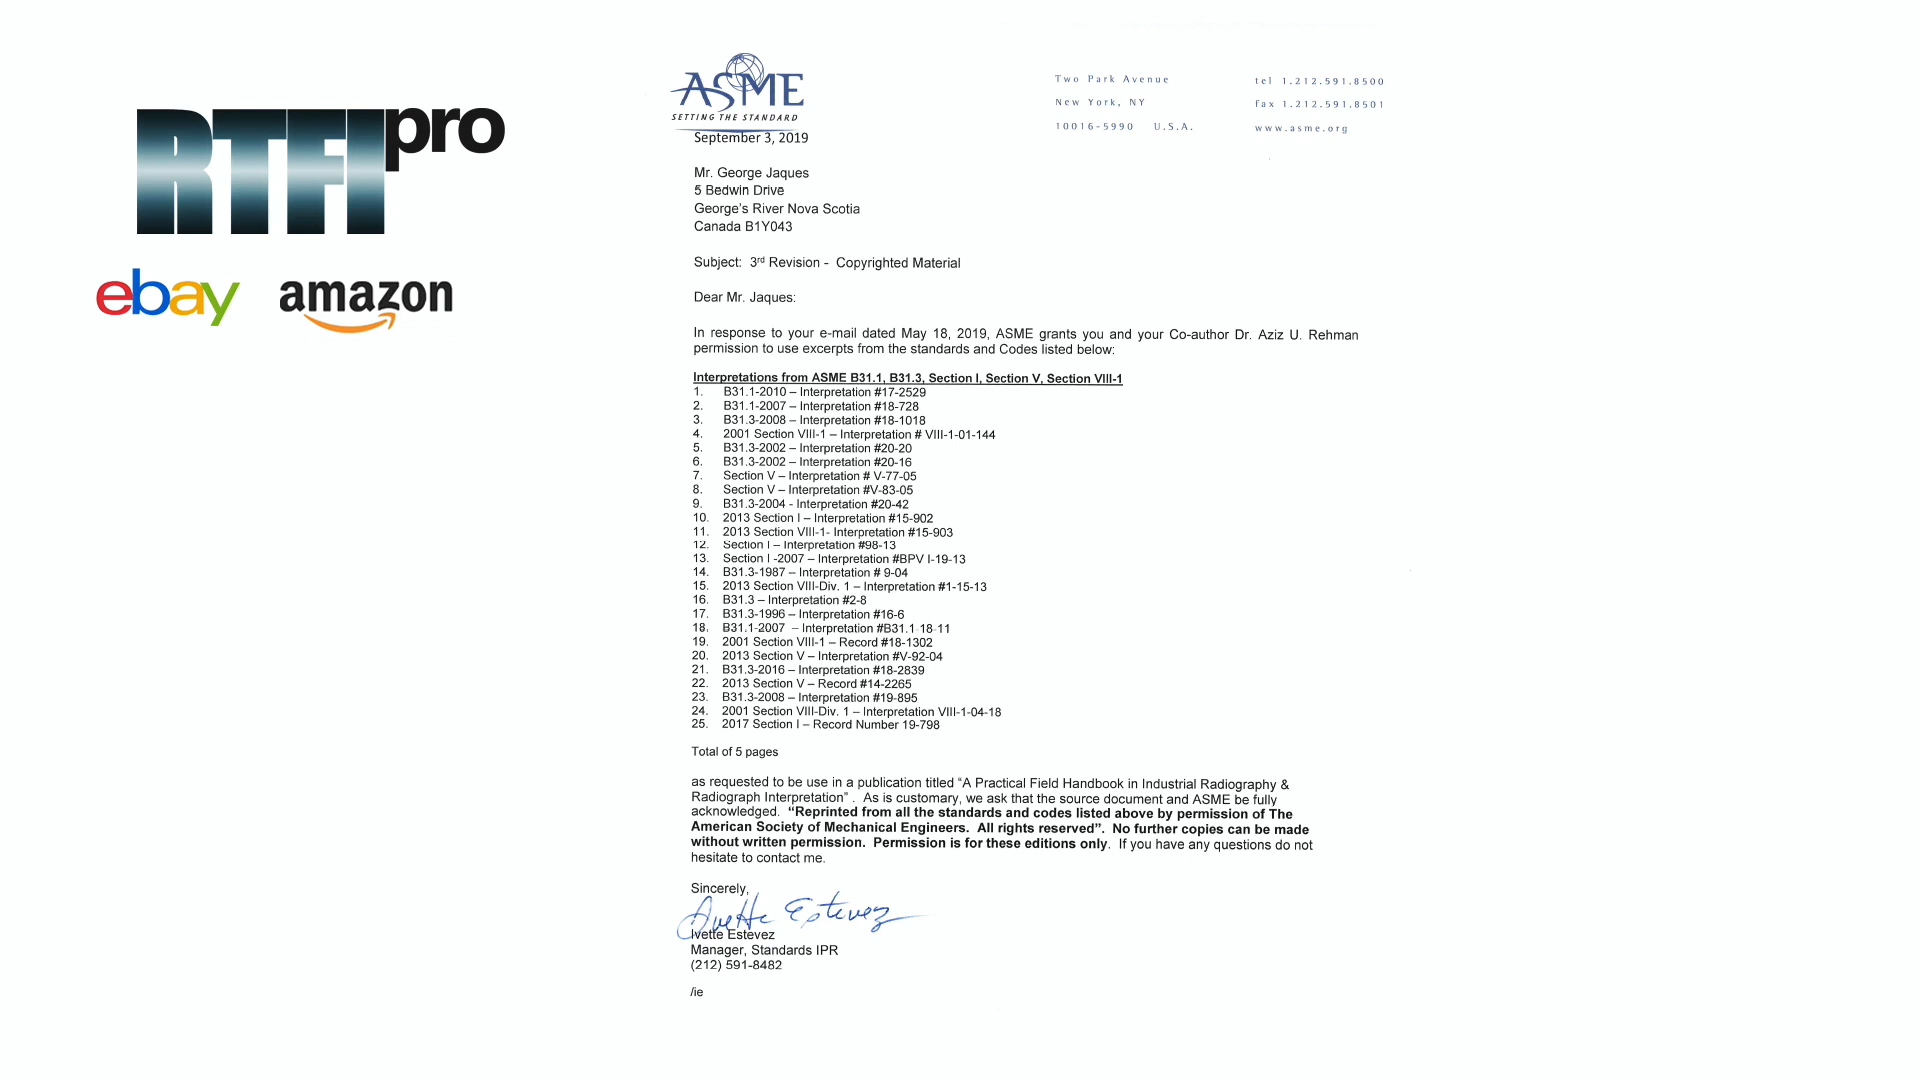 RTFI pro
ebay amazon
ASME
SETTING THE STANDARD
Two Park Avenue
New York, NY
10016-5990 U.S.A.
tel 1.212.591.8500
fax 1.212.591.8501
www.asme.org
September 3, 2019
Mr. George Jaques
5 Bedwin Drive
George's River Nova Scotia
Canada B1Y043
Subject: 3rd Revision - Copyrighted Material
Dear Mr. Jaques:
In response to your e-mail dated May 18, 2019, ASME grants you and your Co-author Dr. Aziz U. Rehman
permission to use excerpts from the standards and Codes listed below:
Interpretations from ASME B31.1, B31.3, Section I, Section V, Section VIII-1
1. B31.1-2010 – Interpretation #17-2529
2. B31.1-2007 – Interpretation #18-728
3. B31.3-2008 – Interpretation #18-1018
4. 2001 Section VIII-1 – Interpretation # VIII-1-01-144
5. B31.3-2002 – Interpretation #20-20
6. B31.3-2002 – Interpretation #20-16
7. Section V – Interpretation # V-77-05
8. Section V – Interpretation #V-83-05
9. B31.3-2004 - Interpretation #20-42
10. 2013 Section I – Interpretation #15-902
11. 2013 Section VIII-1- Interpretation #15-903
12. Section I – Interpretation #98-13
13. Section I -2007 – Interpretation #BPV I-19-13
14. B31.3-1987 – Interpretation # 9-04
15. 2013 Section VIII-Div. 1 – Interpretation #1-15-13
16. B31.3 – Interpretation #2-8
17. B31.3-1996 – Interpretation #16-6
18. B31.1-2007 – Interpretation #B31.1-18-11
19. 2001 Section VIII-1 – Record #18-1302
20. 2013 Section V – Interpretation #V-92-04
21. B31.3-2016 – Interpretation #18-2839
22. 2013 Section V – Record #14-2265
23. B31.3-2008 – Interpretation #19-895
24. 2001 Section VIII-Div. 1 – Interpretation VIII-1-04-18
25. 2017 Section I – Record Number 19-798
Total of 5 pages
as requested to be use in a publication titled “A Practical Field Handbook in Industrial Radiography &
Radiograph Interpretation” . As is customary, we ask that the source document and ASME be fully
acknowledged. “Reprinted from all the standards and codes listed above by permission of The
American Society of Mechanical Engineers. All rights reserved”. No further copies can be made
without written permission. Permission is for these editions only. If you have any questions do not
hesitate to contact me.
Sincerely,
Ivette Estevez
Ivette Estevez
Manager, Standards IPR
(212) 591-8482
/ie